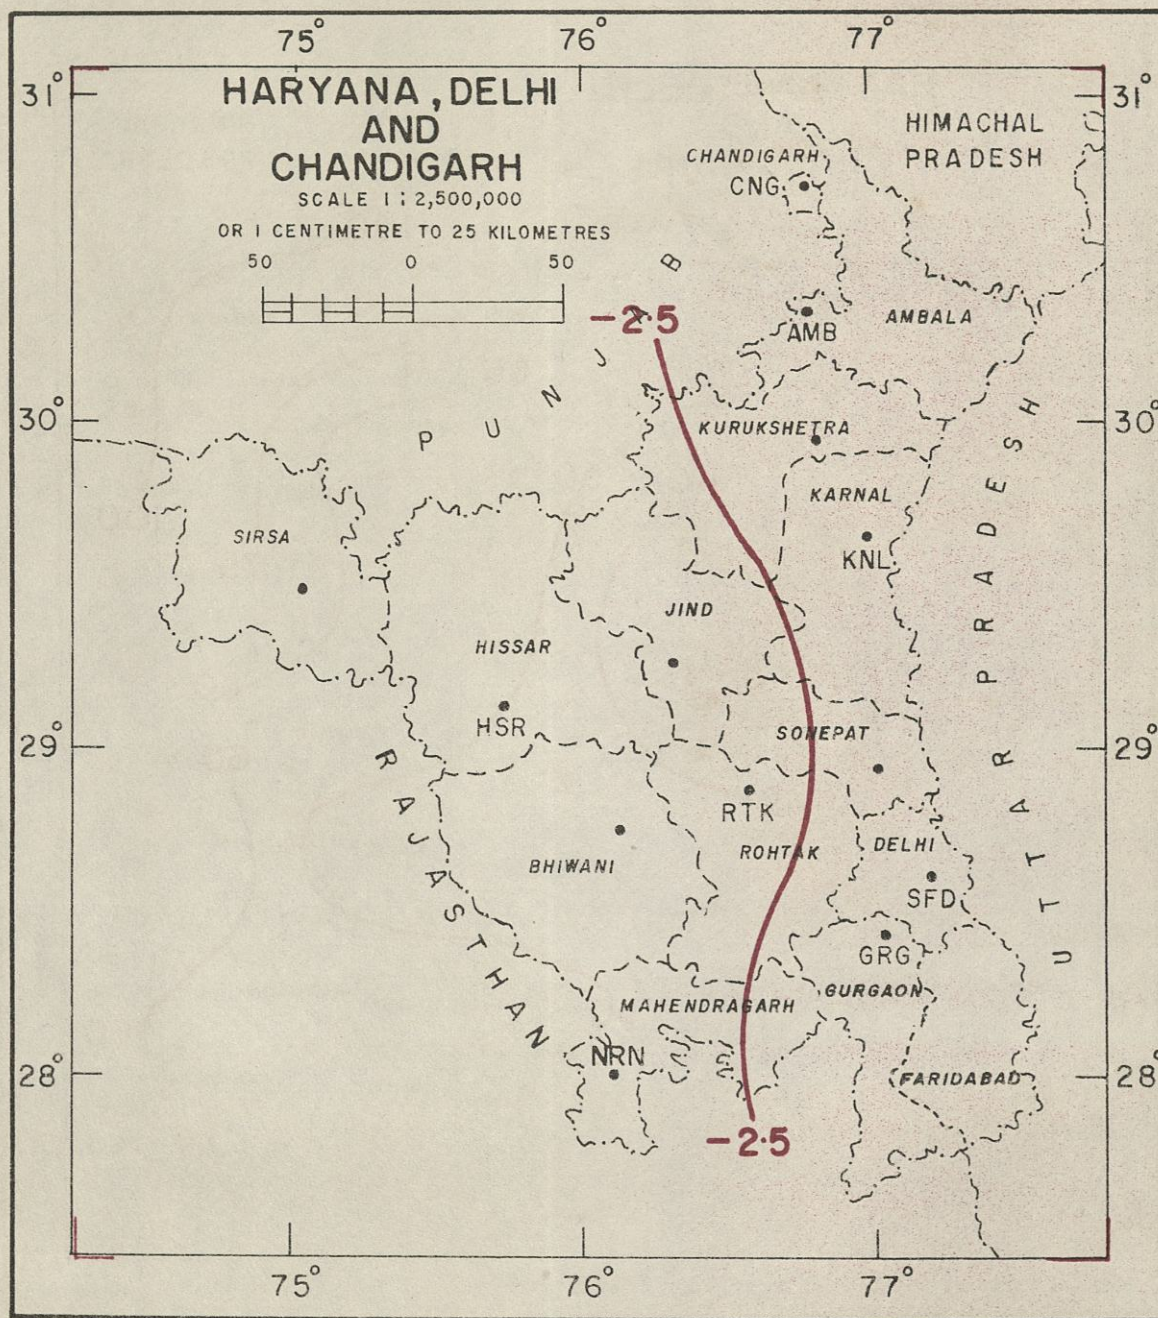 75° 76° 77°
31° 31°
HARYANA, DELHI
AND
CHANDIGARH
SCALE 1 : 2,500,000
OR 1 CENTIMETRE TO 25 KILOMETRES
50 0 50
HIMACHAL
PRADESH
CHANDIGARH
CNG
-2.5
AMB
AMBALA
PUNJAB
30° 30°
KURUKSHETRA
KARNAL
KNL
SIRSA
JIND
HISSAR
HSR
UTTAR PRADESH
29° 29°
SONEPAT
RAJASTHAN
RTK
ROHTAK
DELHI
BHIWANI
SFD
GRG
GURGAON
MAHENDRAGARH
NRN
28° 28°
FARIDABAD
-2.5
75° 76° 77°